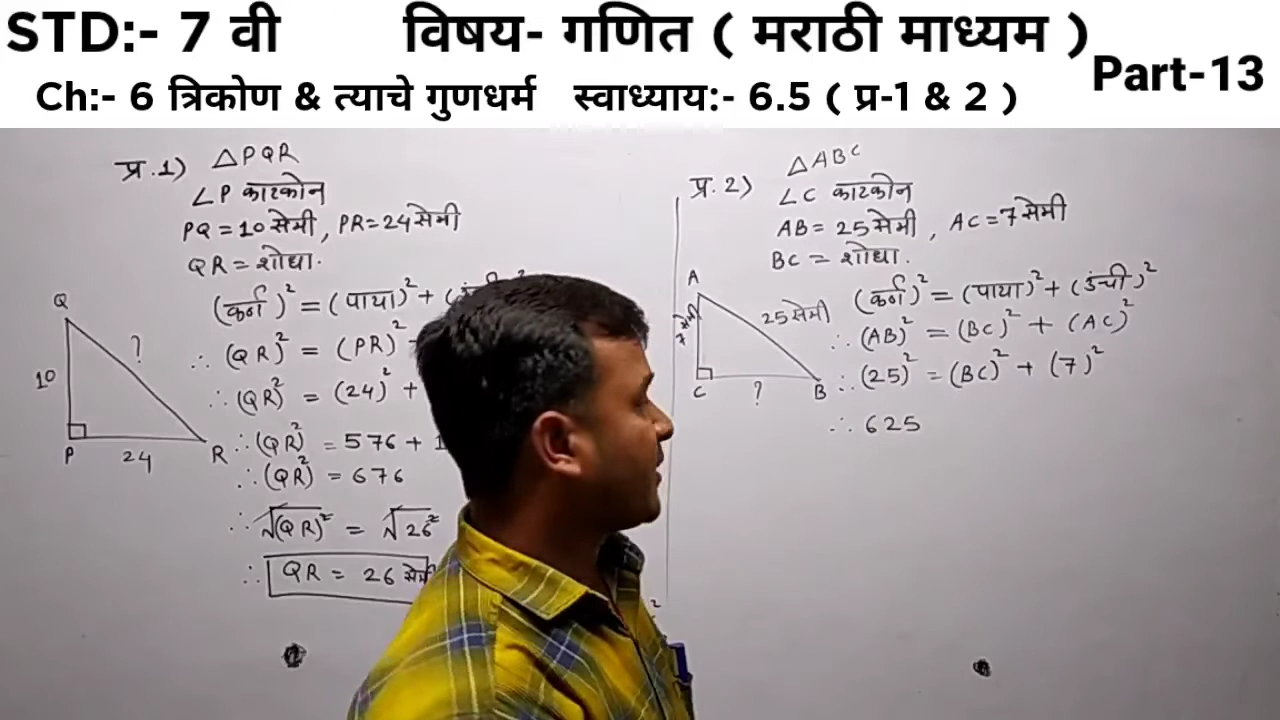 STD:- 7 वी विषय- गणित ( मराठी माध्यम )
Part-13
Ch:- 6 त्रिकोण & त्याचे गुणधर्म स्वाध्याय:- 6.5 ( प्र-1 & 2 )
प्र.1) △PQR
∠P काटकोन
PQ = 10 सेमी, PR = 24 सेमी
QR = शोधा.
(कर्ण)² = (पाया)² + (
∴ (QR)² = (PR)²
∴ (QR)² = (24)² +
∴ (QR)² = 576 + 1
∴ (QR)² = 676
∴ √(QR)² = √26²
∴ QR = 26 सेमी
Q
10
?
P
24
R
प्र. 2) △ABC
∠C काटकोन
AB = 25 सेमी, AC = 7 सेमी
BC = शोधा.
(कर्ण)² = (पाया)² + (उंची)²
∴ (AB)² = (BC)² + (AC)²
∴ (25)² = (BC)² + (7)²
∴ 625
A
25 सेमी
7 सेमी
C
?
B